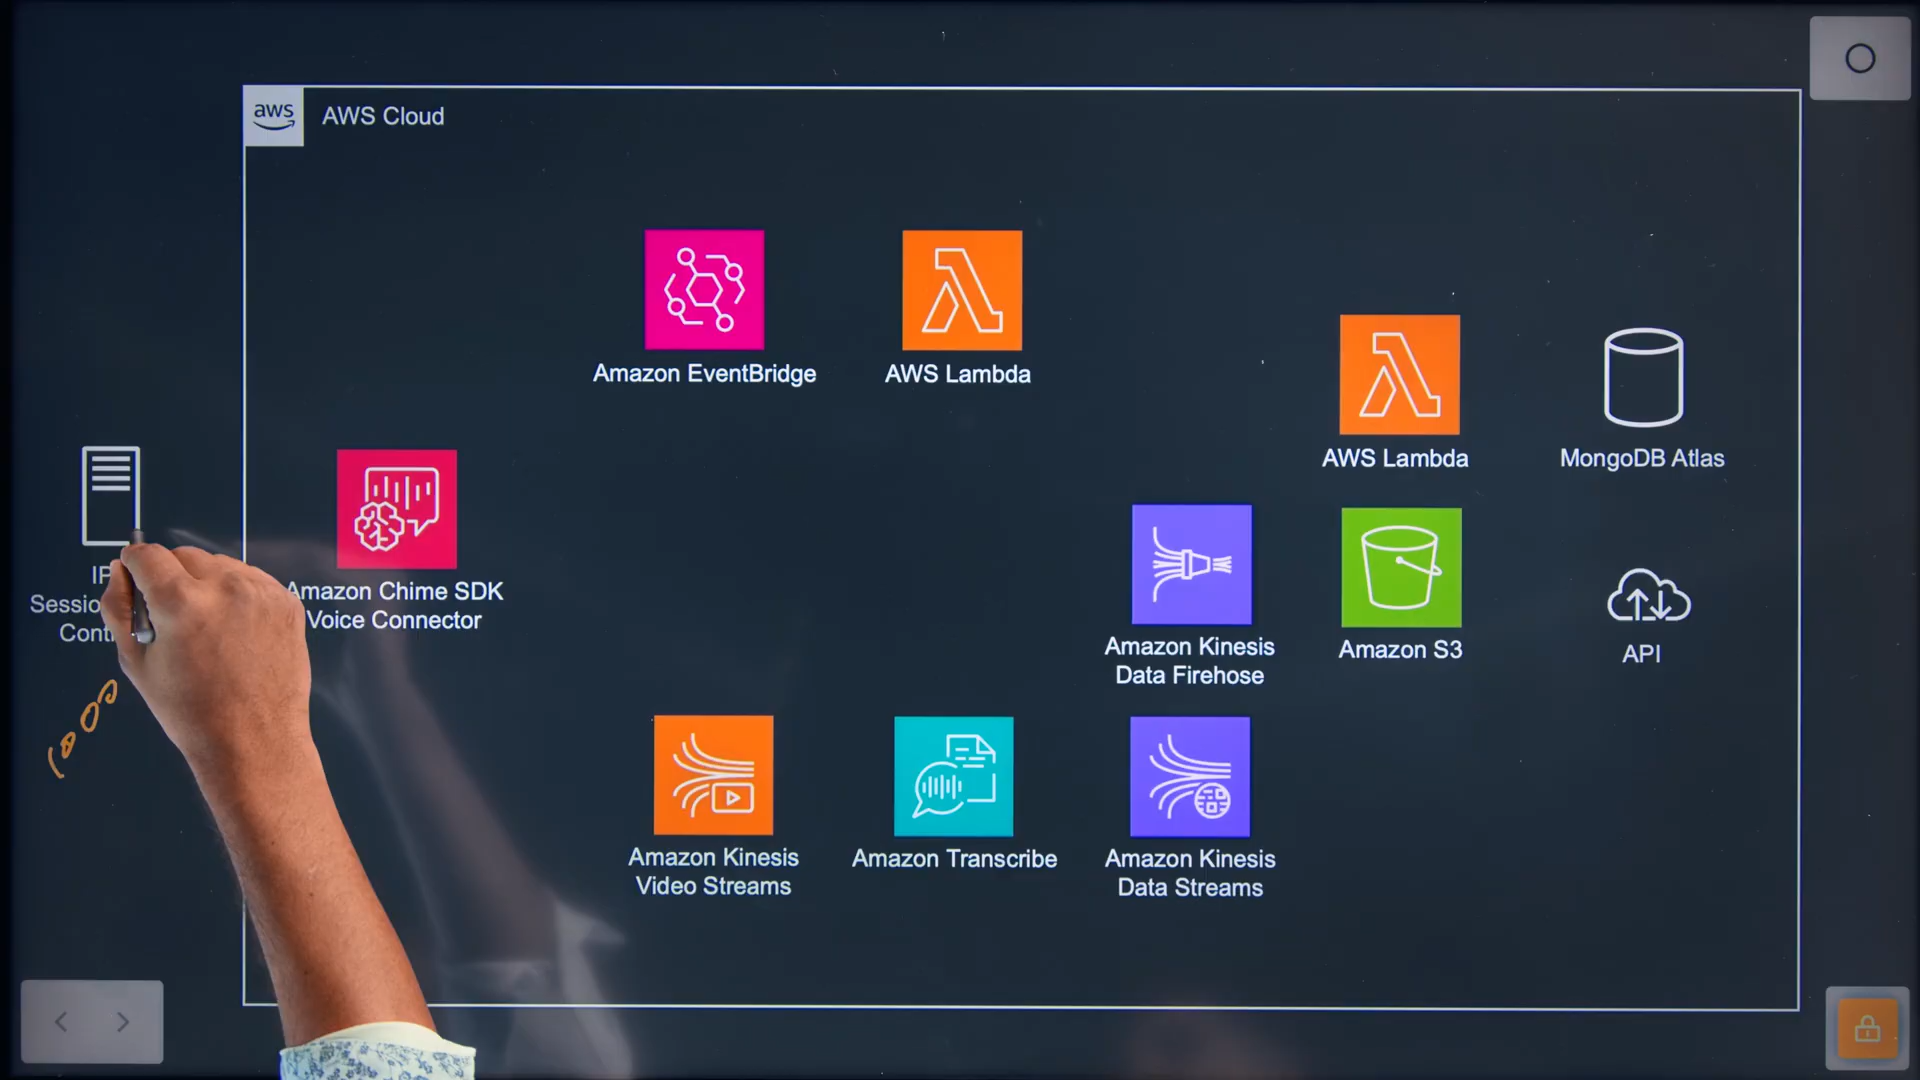 aws
AWS Cloud
Amazon EventBridge
AWS Lambda
AWS Lambda
MongoDB Atlas
Amazon Chime SDK
Voice Connector
Amazon Kinesis
Data Firehose
Amazon S3
API
Amazon Kinesis
Video Streams
Amazon Transcribe
Amazon Kinesis
Data Streams